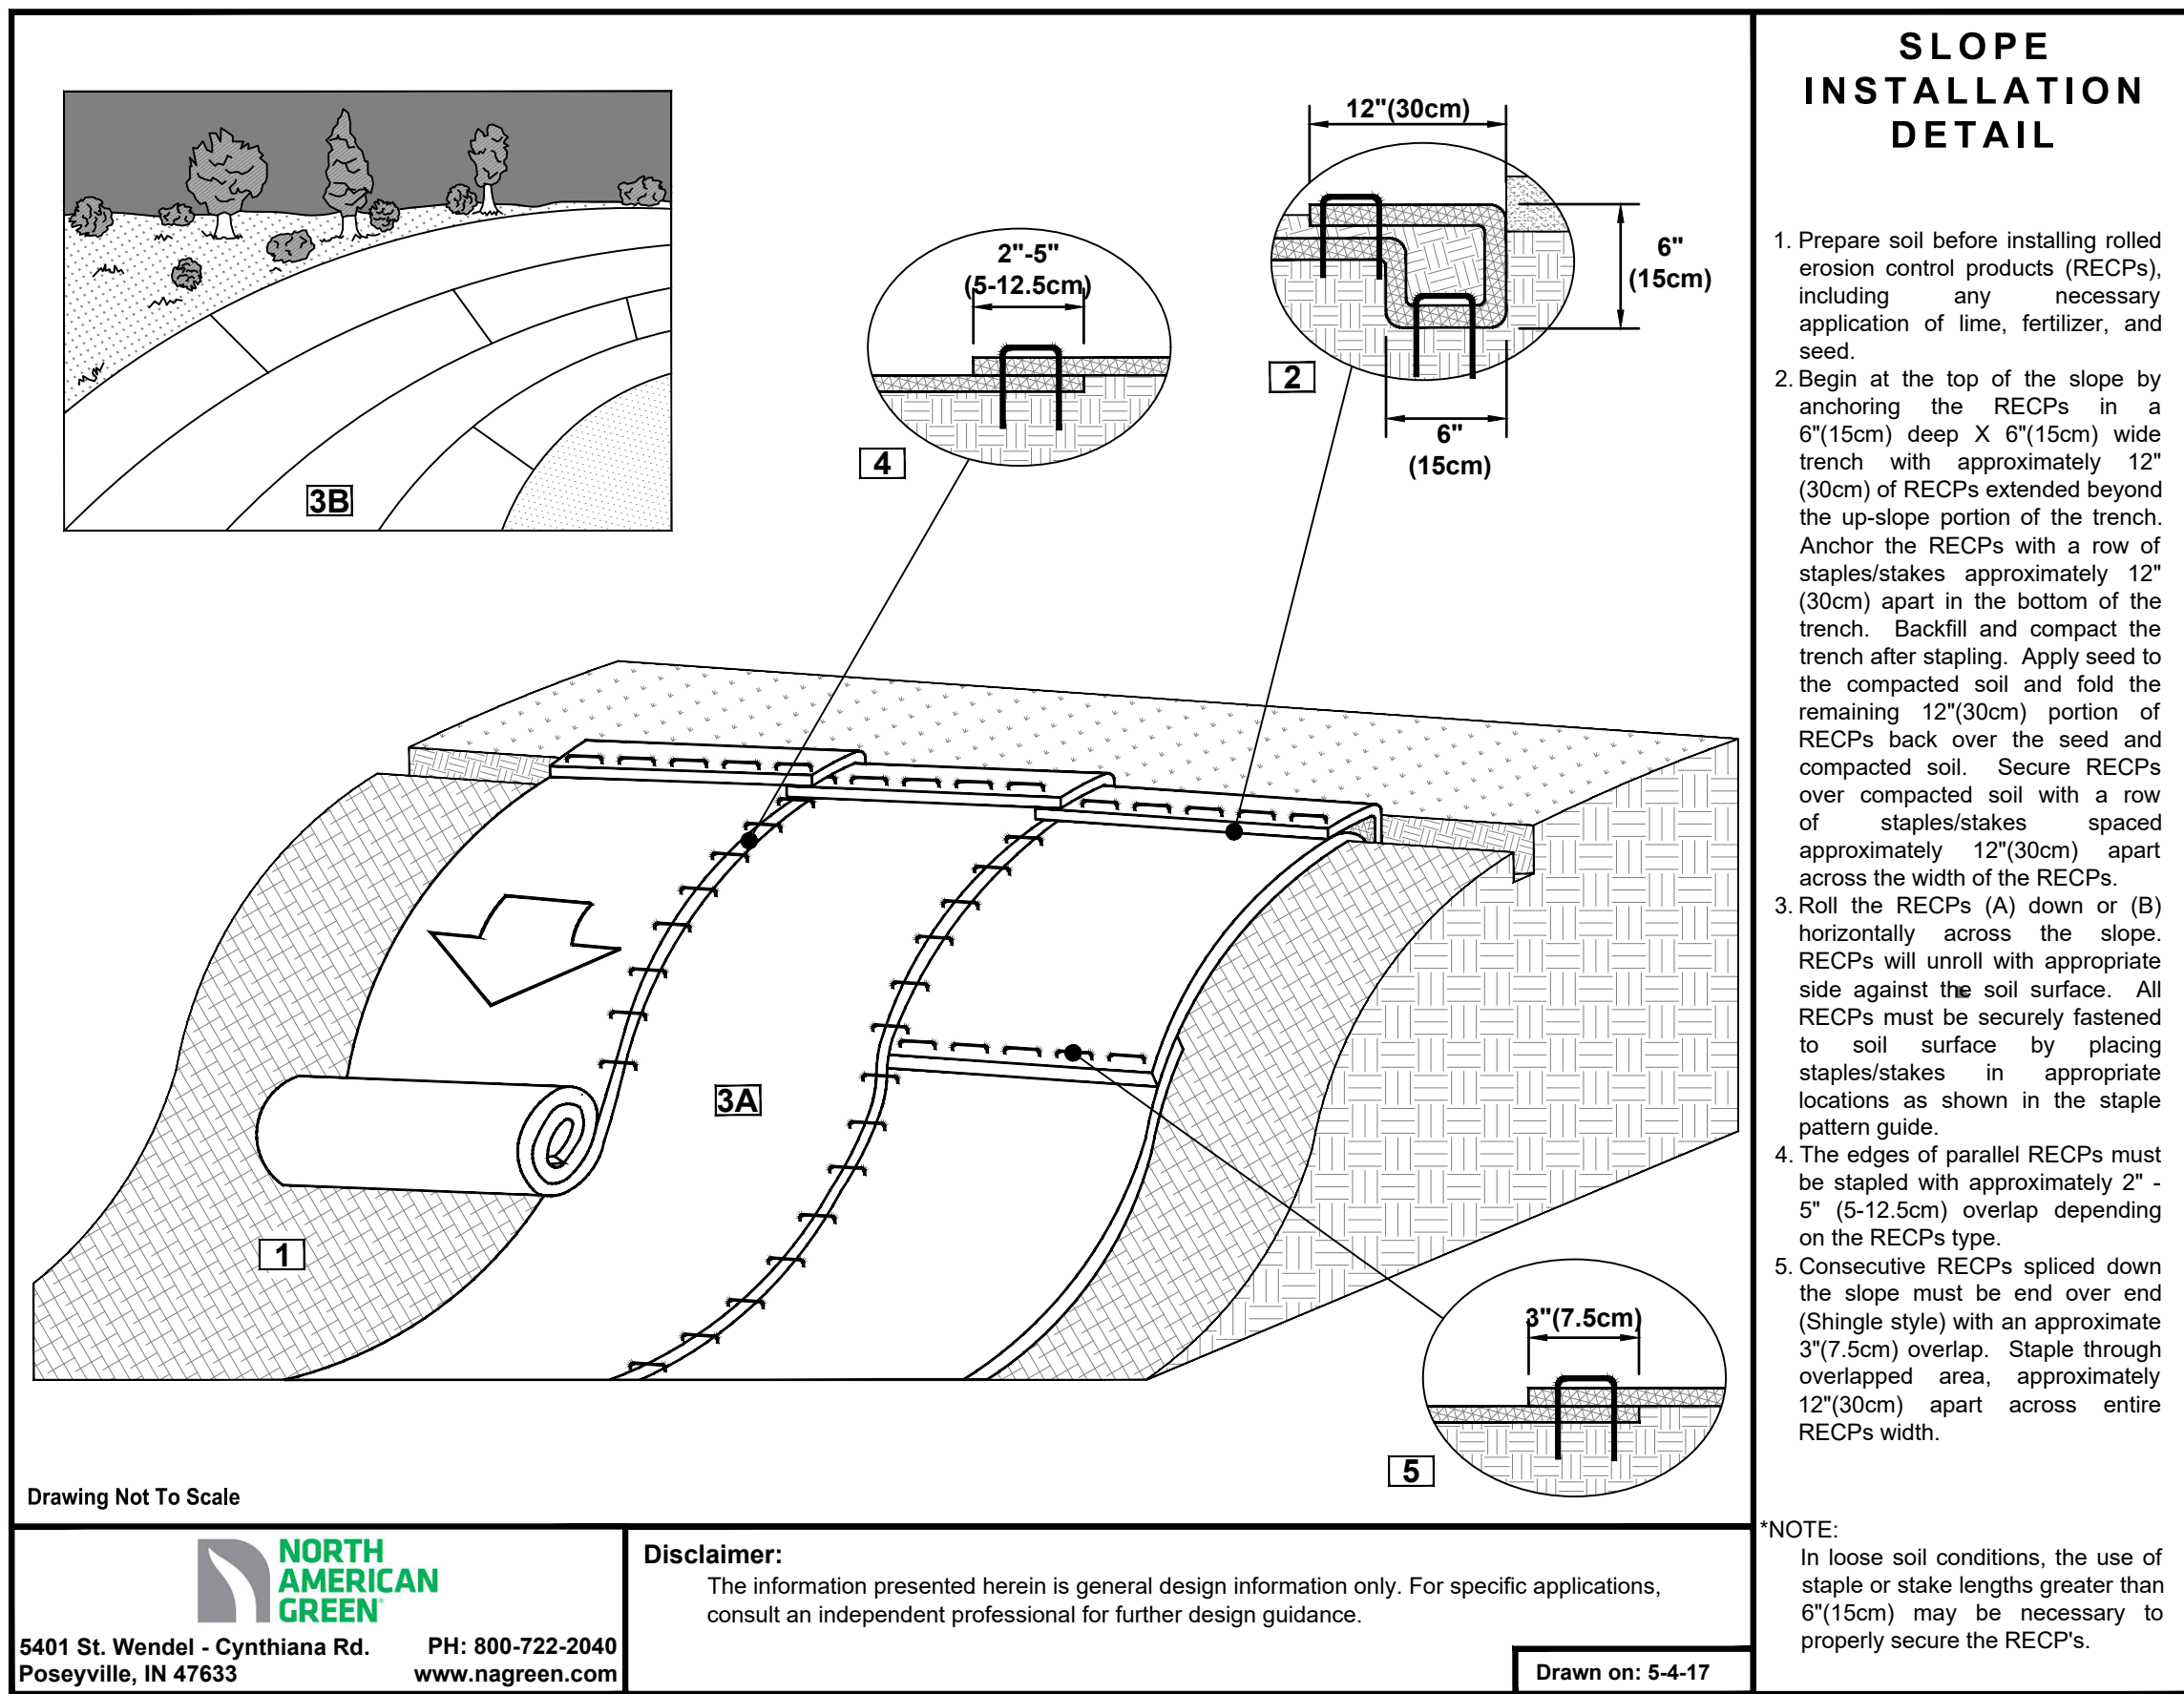 SLOPE
INSTALLATION
DETAIL
1. Prepare soil before installing rolled
erosion control products (RECPs),
including any necessary
application of lime, fertilizer, and
seed.
2. Begin at the top of the slope by
anchoring the RECPs in a
6"(15cm) deep X 6"(15cm) wide
trench with approximately 12"
(30cm) of RECPs extended beyond
the up-slope portion of the trench.
Anchor the RECPs with a row of
staples/stakes approximately 12"
(30cm) apart in the bottom of the
trench. Backfill and compact the
trench after stapling. Apply seed to
the compacted soil and fold the
remaining 12"(30cm) portion of
RECPs back over the seed and
compacted soil. Secure RECPs
over compacted soil with a row
of staples/stakes spaced
approximately 12"(30cm) apart
across the width of the RECPs.
3. Roll the RECPs (A) down or (B)
horizontally across the slope.
RECPs will unroll with appropriate
side against the soil surface. All
RECPs must be securely fastened
to soil surface by placing
staples/stakes in appropriate
locations as shown in the staple
pattern guide.
4. The edges of parallel RECPs must
be stapled with approximately 2" -
5" (5-12.5cm) overlap depending
on the RECPs type.
5. Consecutive RECPs spliced down
the slope must be end over end
(Shingle style) with an approximate
3"(7.5cm) overlap. Staple through
overlapped area, approximately
12"(30cm) apart across entire
RECPs width.
*NOTE:
In loose soil conditions, the use of
staple or stake lengths greater than
6"(15cm) may be necessary to
properly secure the RECP's.
12"(30cm)
6"
(15cm)
2
6"
(15cm)
2"-5"
(5-12.5cm)
4
3B
3A
1
3"(7.5cm)
5
Drawing Not To Scale
NORTH
AMERICAN
GREEN®
5401 St. Wendel - Cynthiana Rd. PH: 800-722-2040
Poseyville, IN 47633 www.nagreen.com
Disclaimer:
The information presented herein is general design information only. For specific applications,
consult an independent professional for further design guidance.
Drawn on: 5-4-17